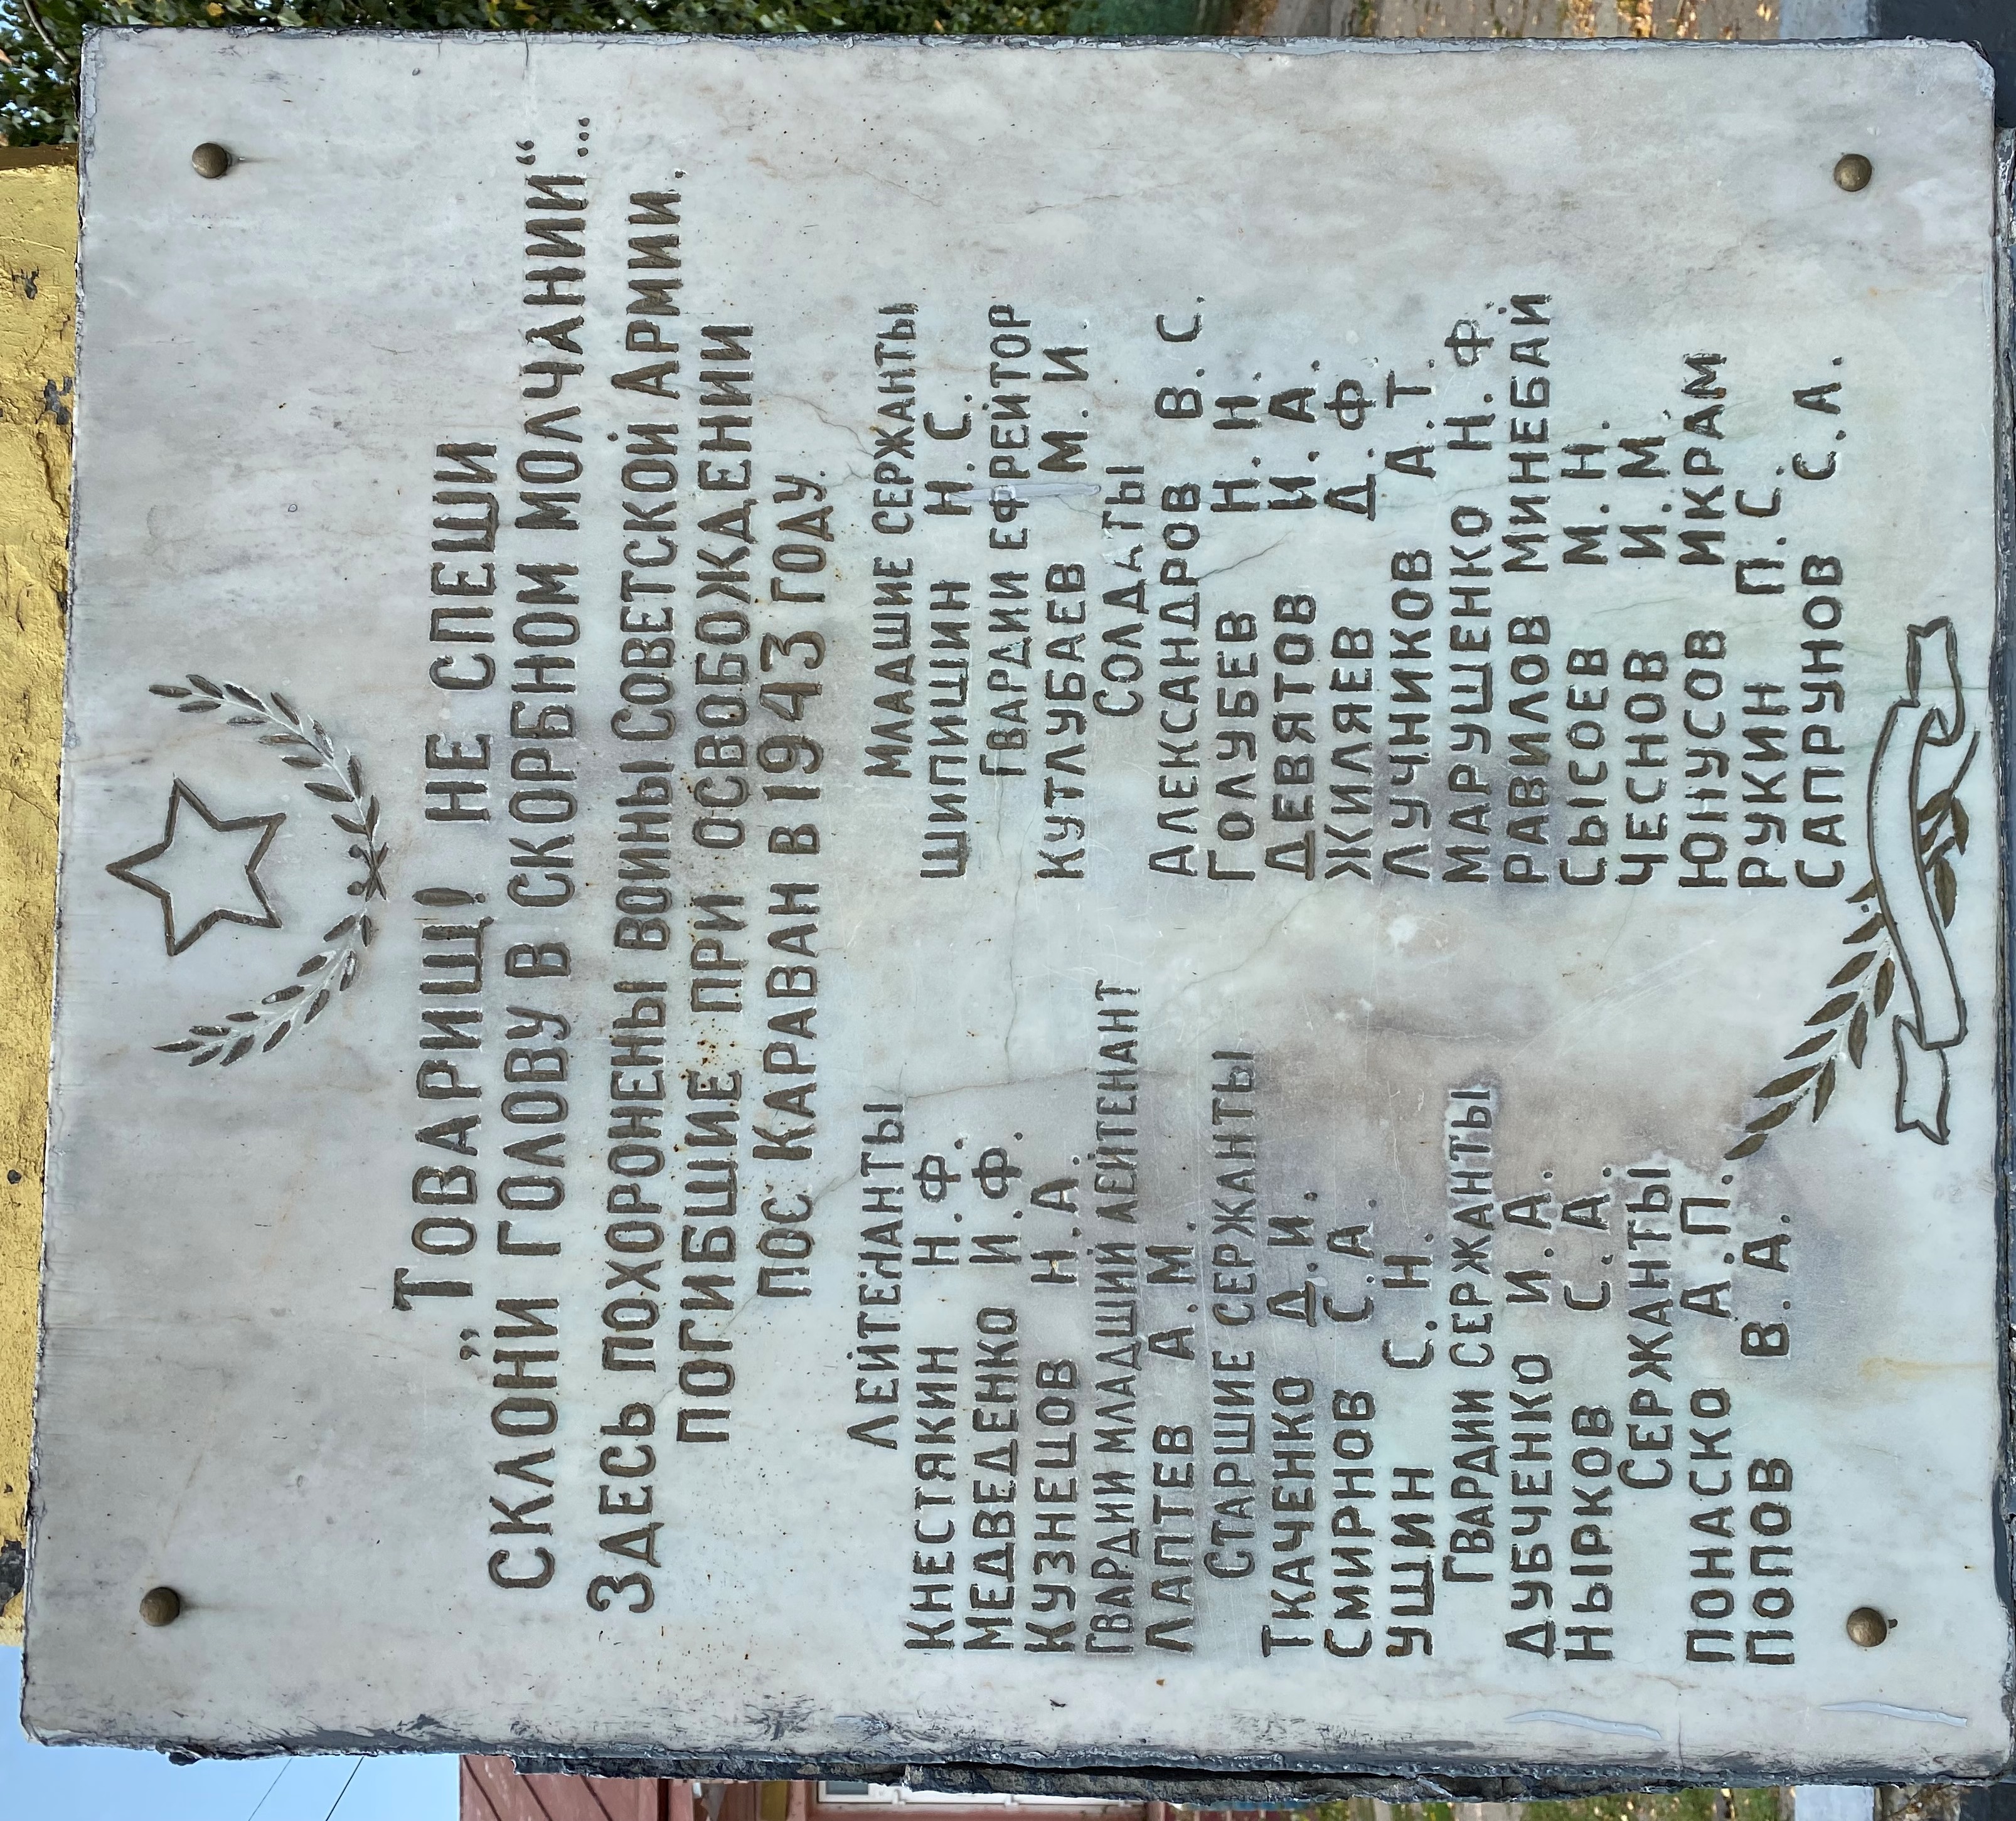 „Товарищ! не спеши
склони голову в скорбном молчании“...
Здесь похоронены воины Советской Армии.
погибшие при освобождении
пос Караван в 1943 году.
Лейтенанты
Кнестякин Н.Ф.
Медведенко И.Ф.
Кузнецов Н.А.
Гвардии младший лейтенант
Лаптев А.М.
Старшие сержанты
Ткаченко Д.И.
Смирнов С.А.
Ушин С.Н.
Гвардии сержанты
Дубченко И.А.
Нырков С.А.
Сержанты
Понаско А.П.
Попов В.Д.
Младшие сержанты
Шипишин Н.С.
Гвардии ефрейтор
Кутлубаев М.И.
Солдаты
Александров В.С.
Голубев Н.Н.
Девятов И.А.
Жиляев Д.Ф
Лучников А.Т.
Марушенко Н.Ф.
Равилов Минебай
Сысоев М.Н.
Чеснов И.М.
Юнусов Икрам
Рукин П.С.
Сапрунов С.А.